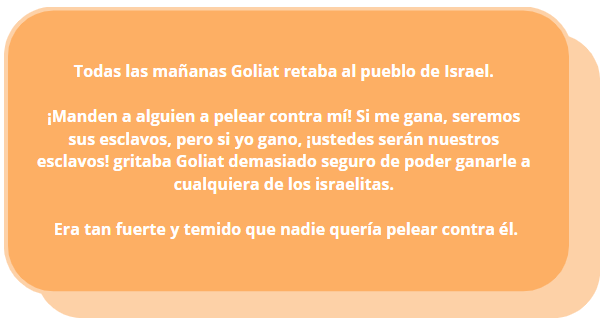 Todas las mañanas Goliat retaba al pueblo de Israel.
¡Manden a alguien a pelear contra mí! Si me gana, seremos
sus esclavos, pero si yo gano, ¡ustedes serán nuestros
esclavos! gritaba Goliat demasiado seguro de poder ganarle a
cualquiera de los israelitas.
Era tan fuerte y temido que nadie quería pelear contra él.